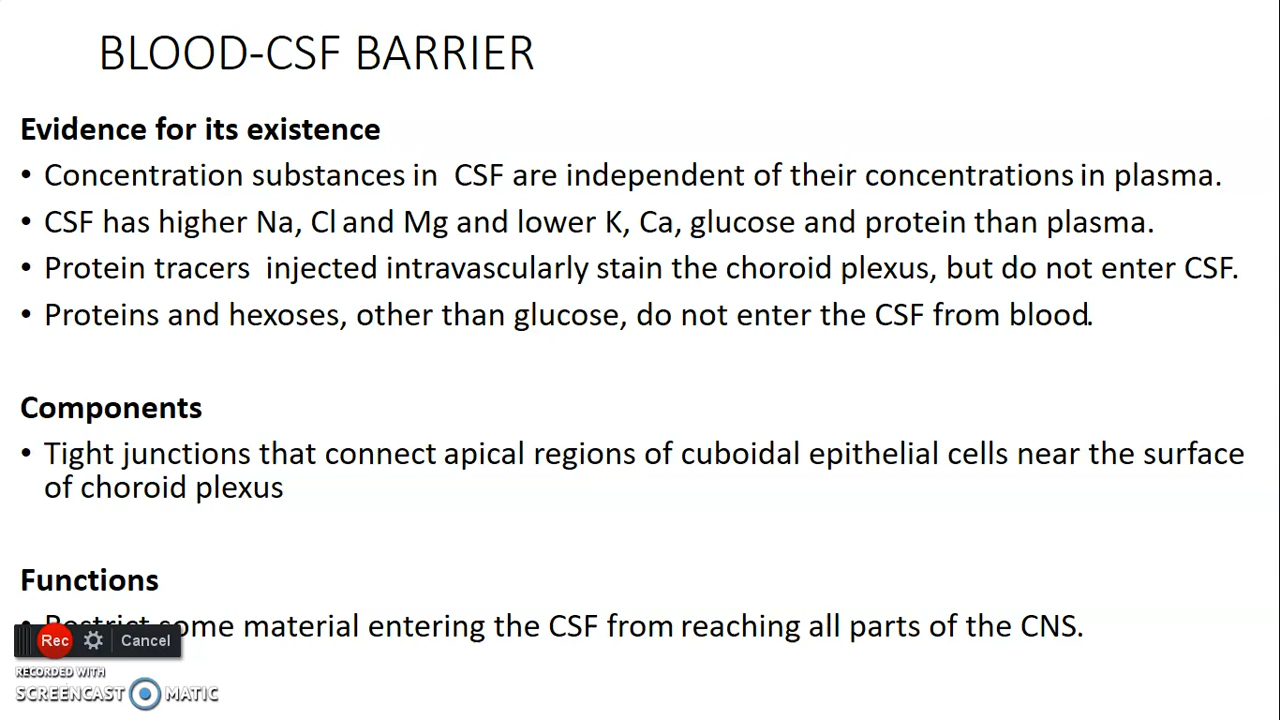 BLOOD-CSF BARRIER
Evidence for its existence
• Concentration substances in CSF are independent of their concentrations in plasma.
• CSF has higher Na, Cl and Mg and lower K, Ca, glucose and protein than plasma.
• Protein tracers injected intravascularly stain the choroid plexus, but do not enter CSF.
• Proteins and hexoses, other than glucose, do not enter the CSF from blood.
Components
• Tight junctions that connect apical regions of cuboidal epithelial cells near the surface
of choroid plexus
Functions
• Restrict some material entering the CSF from reaching all parts of the CNS.
Rec Cancel
RECORDED WITH
SCREENCAST MATIC